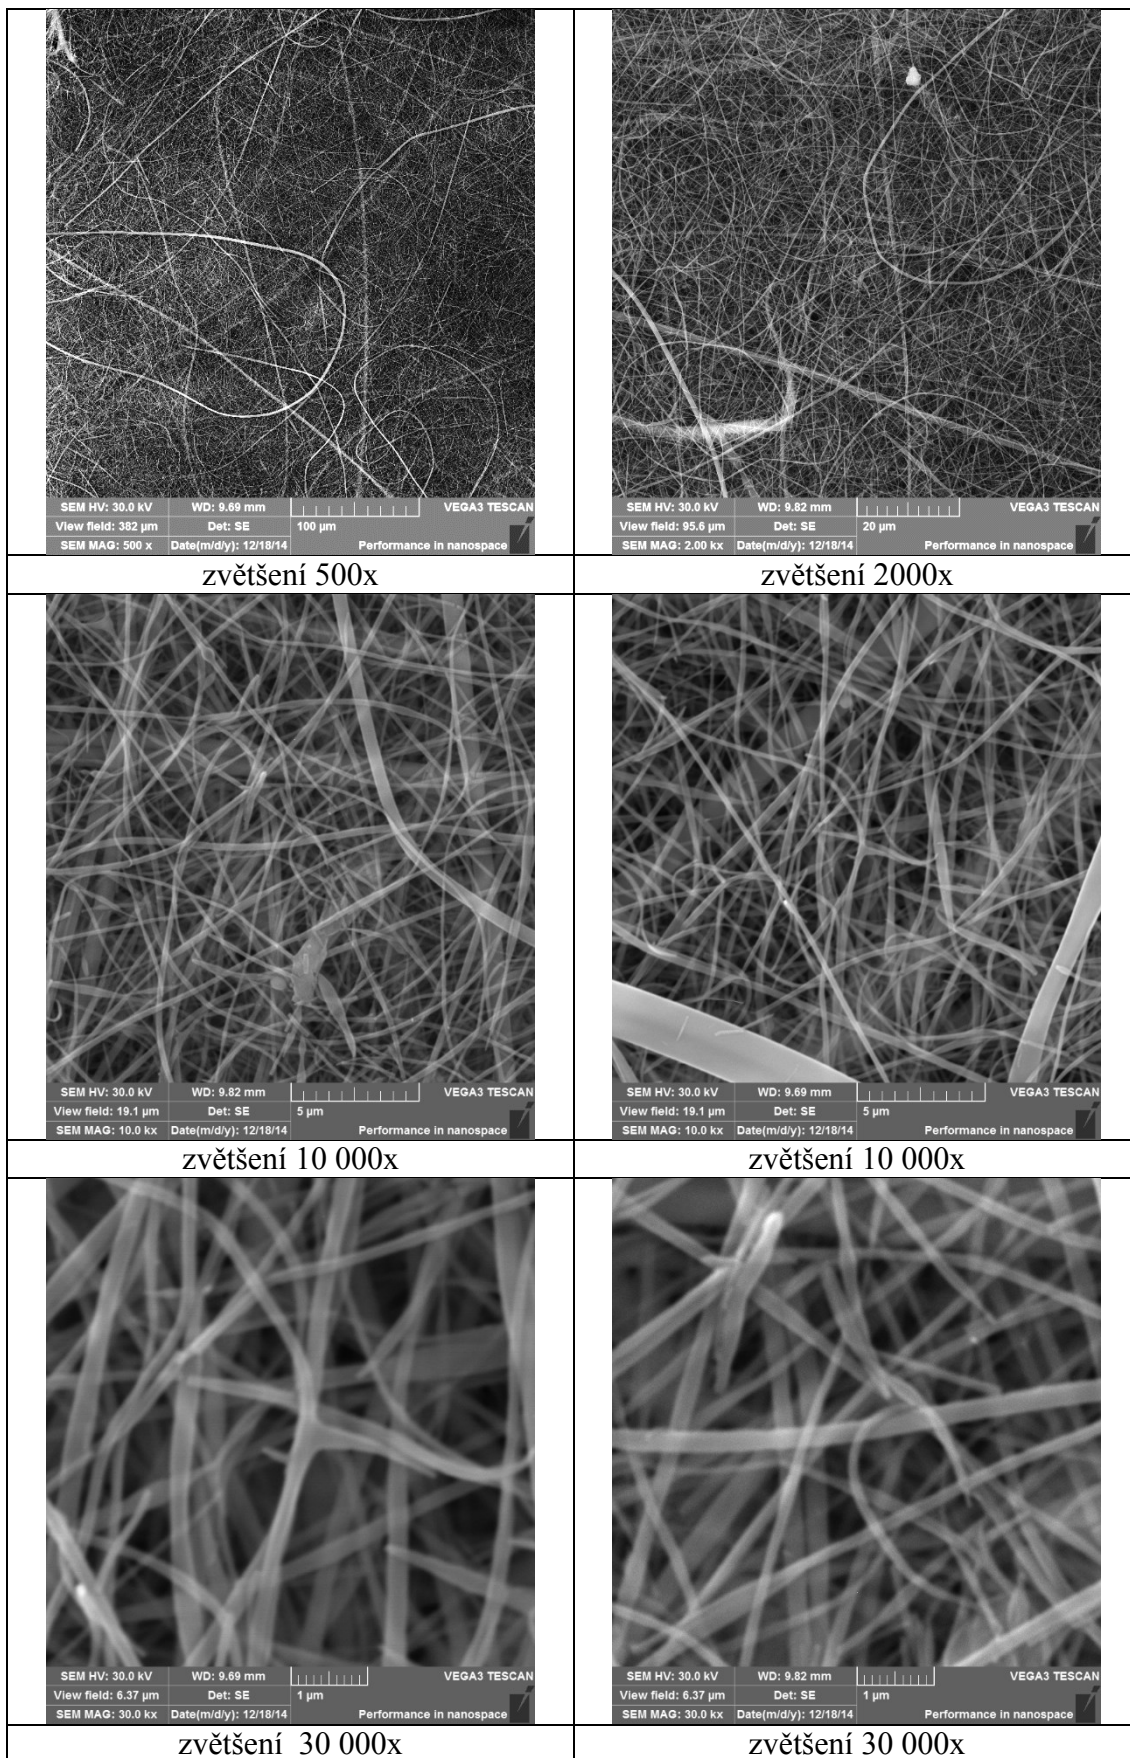 SEM HV: 30.0 kV WD: 9.69 mm VEGA3 TESCAN
View field: 382 µm Det: SE 100 µm
SEM MAG: 500 x Date(m/d/y): 12/18/14 Performance in nanospace
SEM HV: 30.0 kV WD: 9.82 mm VEGA3 TESCAN
View field: 95.6 µm Det: SE 20 µm
SEM MAG: 2.00 kx Date(m/d/y): 12/18/14 Performance in nanospace
zvětšení 500x
zvětšení 2000x
SEM HV: 30.0 kV WD: 9.82 mm VEGA3 TESCAN
View field: 19.1 µm Det: SE 5 µm
SEM MAG: 10.0 kx Date(m/d/y): 12/18/14 Performance in nanospace
SEM HV: 30.0 kV WD: 9.69 mm VEGA3 TESCAN
View field: 19.1 µm Det: SE 5 µm
SEM MAG: 10.0 kx Date(m/d/y): 12/18/14 Performance in nanospace
zvětšení 10 000x
zvětšení 10 000x
SEM HV: 30.0 kV WD: 9.69 mm VEGA3 TESCAN
View field: 6.37 µm Det: SE 1 µm
SEM MAG: 30.0 kx Date(m/d/y): 12/18/14 Performance in nanospace
SEM HV: 30.0 kV WD: 9.82 mm VEGA3 TESCAN
View field: 6.37 µm Det: SE 1 µm
SEM MAG: 30.0 kx Date(m/d/y): 12/18/14 Performance in nanospace
zvětšení 30 000x
zvětšení 30 000x